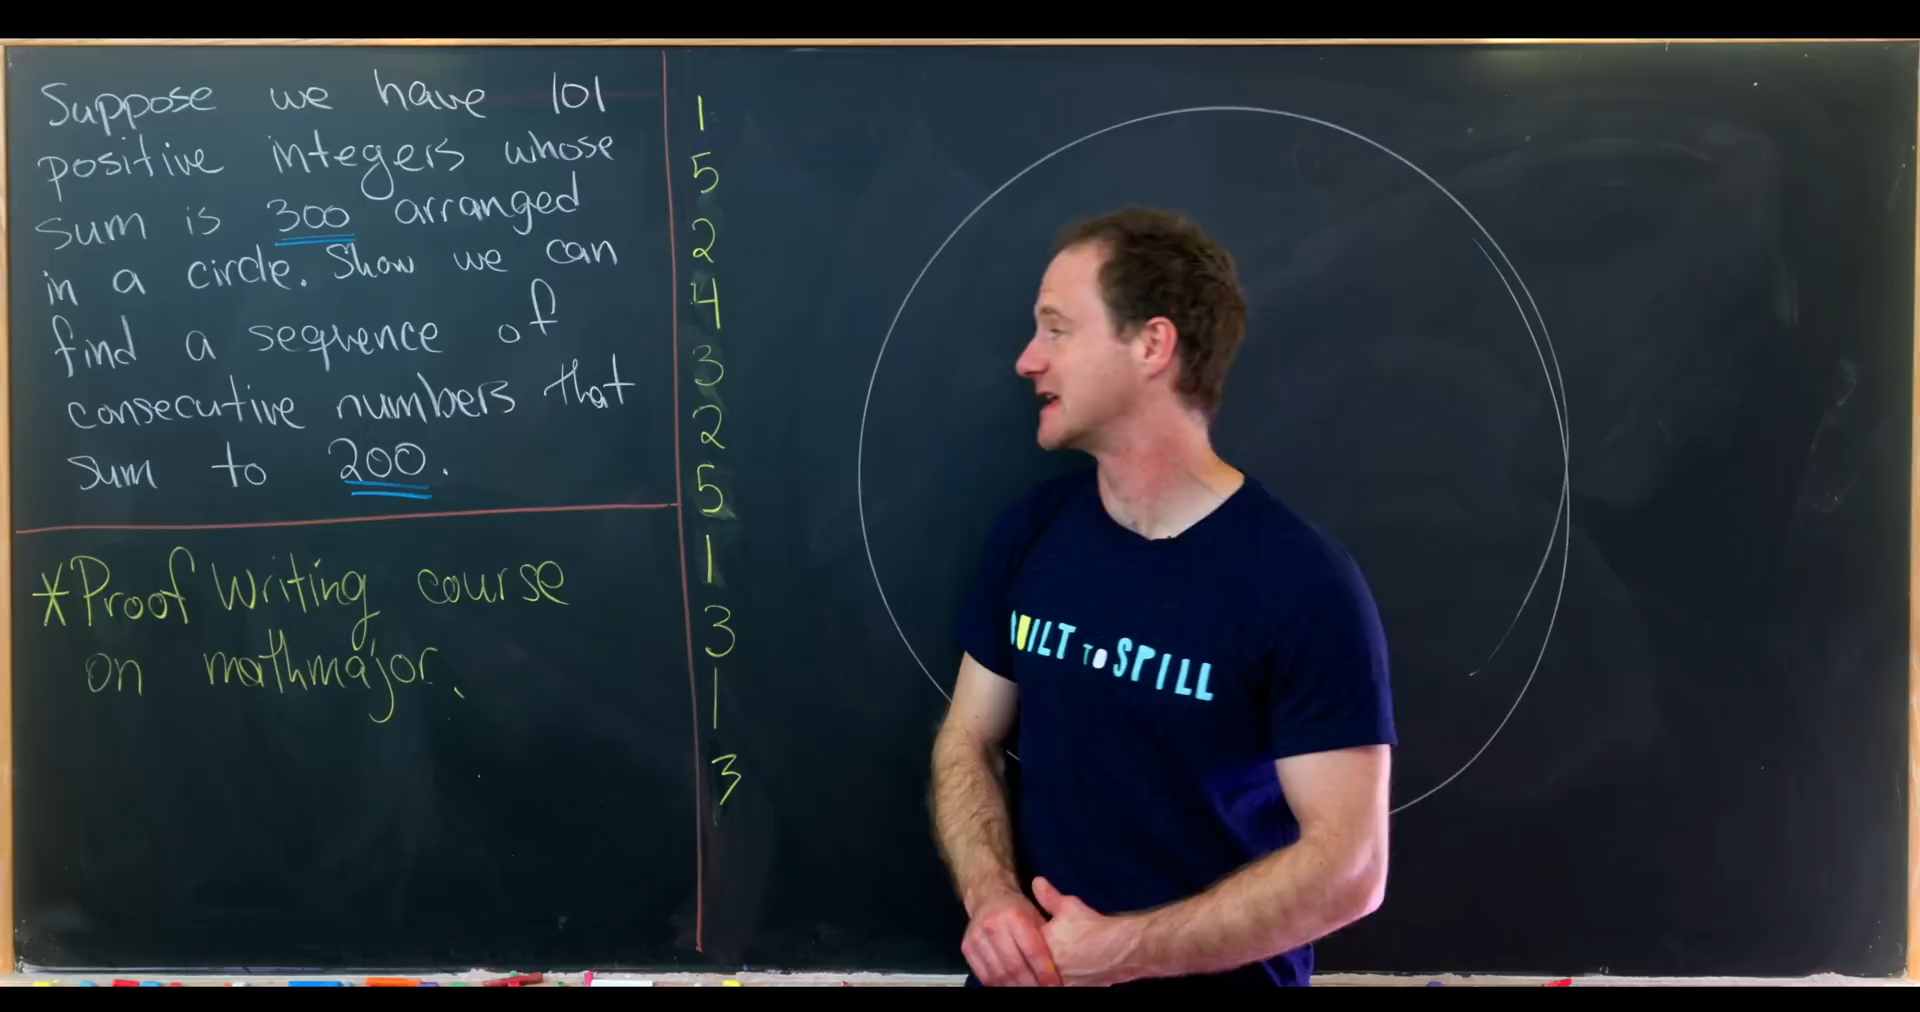 Suppose we have 101
positive integers whose
sum is 300 arranged
in a circle. Show we can
find a sequence of
consecutive numbers that
sum to 200.
*Proof Writing course
on mathmajor.
1
5
2
4
3
2
5
1
3
1
3
BUILT TO SPILL